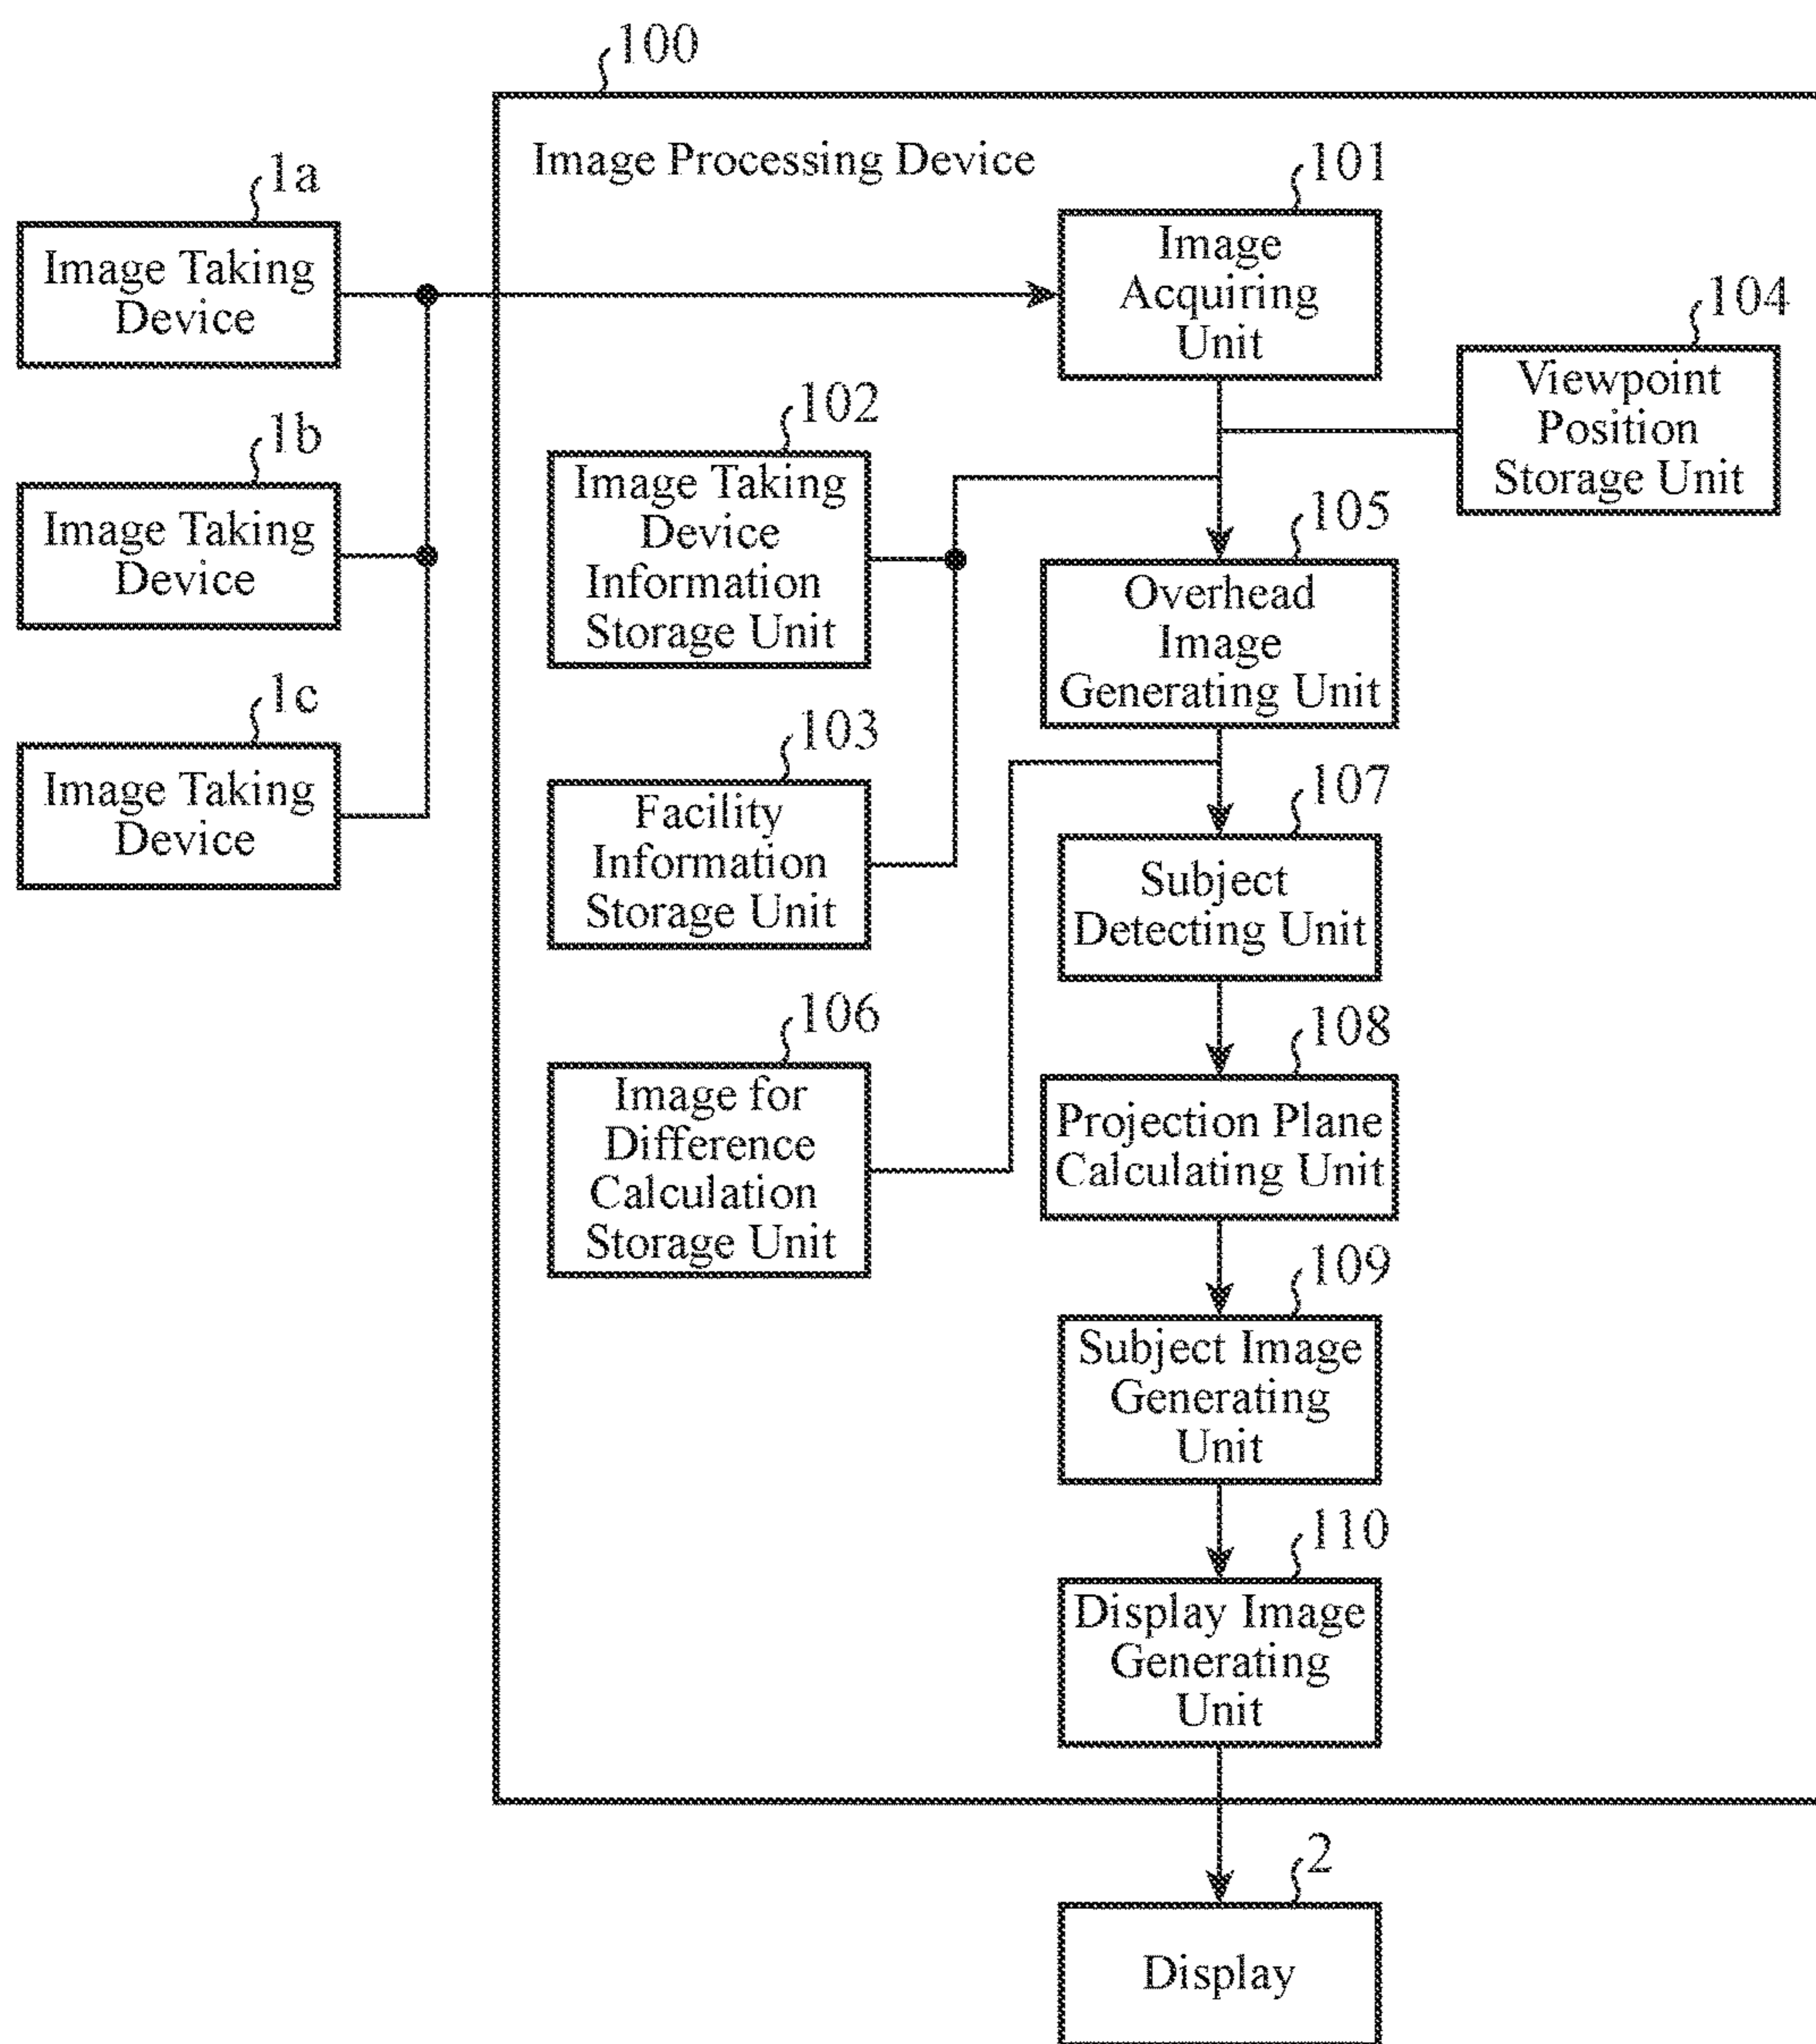 100
Image Processing Device
1a
Image Taking
Device
1b
Image Taking
Device
1c
Image Taking
Device
101
Image
Acquiring
Unit
104
Viewpoint
Position
Storage Unit
102
Image Taking
Device
Information
Storage Unit
105
Overhead
Image
Generating Unit
103
Facility
Information
Storage Unit
107
Subject
Detecting Unit
106
Image for
Difference
Calculation
Storage Unit
108
Projection Plane
Calculating Unit
109
Subject Image
Generating
Unit
110
Display Image
Generating
Unit
2
Display